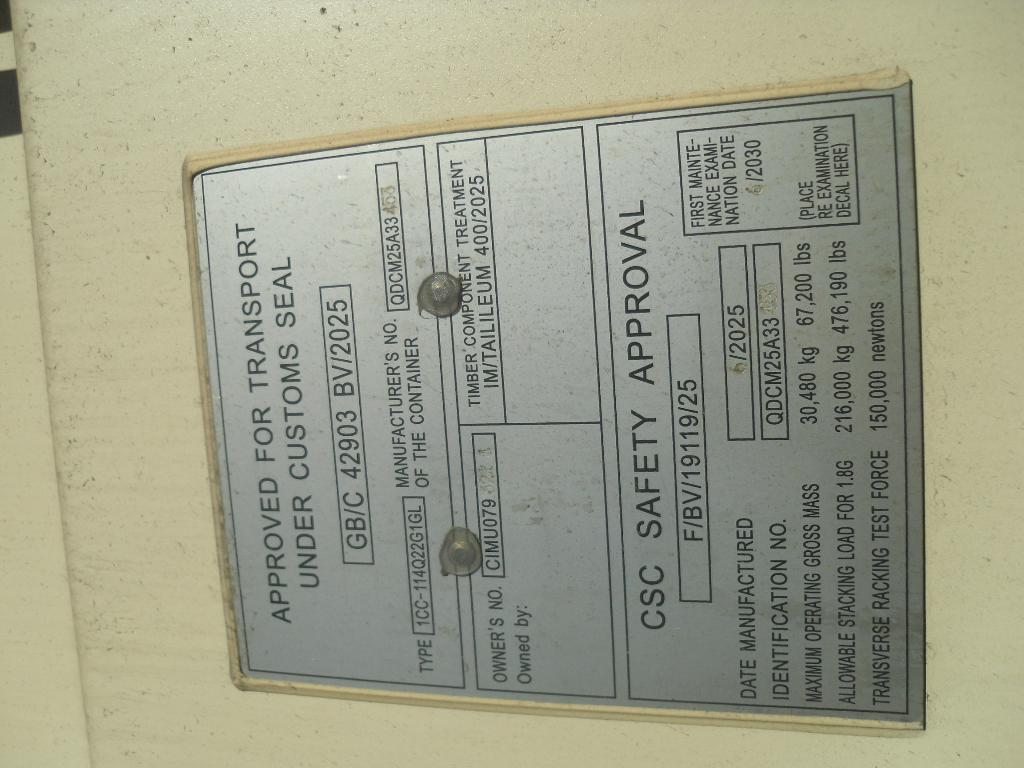 APPROVED FOR TRANSPORT
UNDER CUSTOMS SEAL
GB/C 42903 BV/2025
TYPE 1CC-114Q22G1GL MANUFACTURER'S NO.
OF THE CONTAINER QDCM25A33
OWNER'S NO. CIMU079
Owned by:
TIMBER COMPONENT TREATMENT
IM/TAILILEUM 400/2025
CSC SAFETY APPROVAL
F/BV/19119/25
DATE MANUFACTURED 6/2025
IDENTIFICATION NO. QDCM25A33
MAXIMUM OPERATING GROSS MASS 30,480 kg 67,200 lbs
ALLOWABLE STACKING LOAD FOR 1.8G 216,000 kg 476,190 lbs
TRANSVERSE RACKING TEST FORCE 150,000 newtons
FIRST MAINTE-
NANCE EXAMI-
NATION DATE
6/2030
(PLACE
RE EXAMINATION
DECAL HERE)